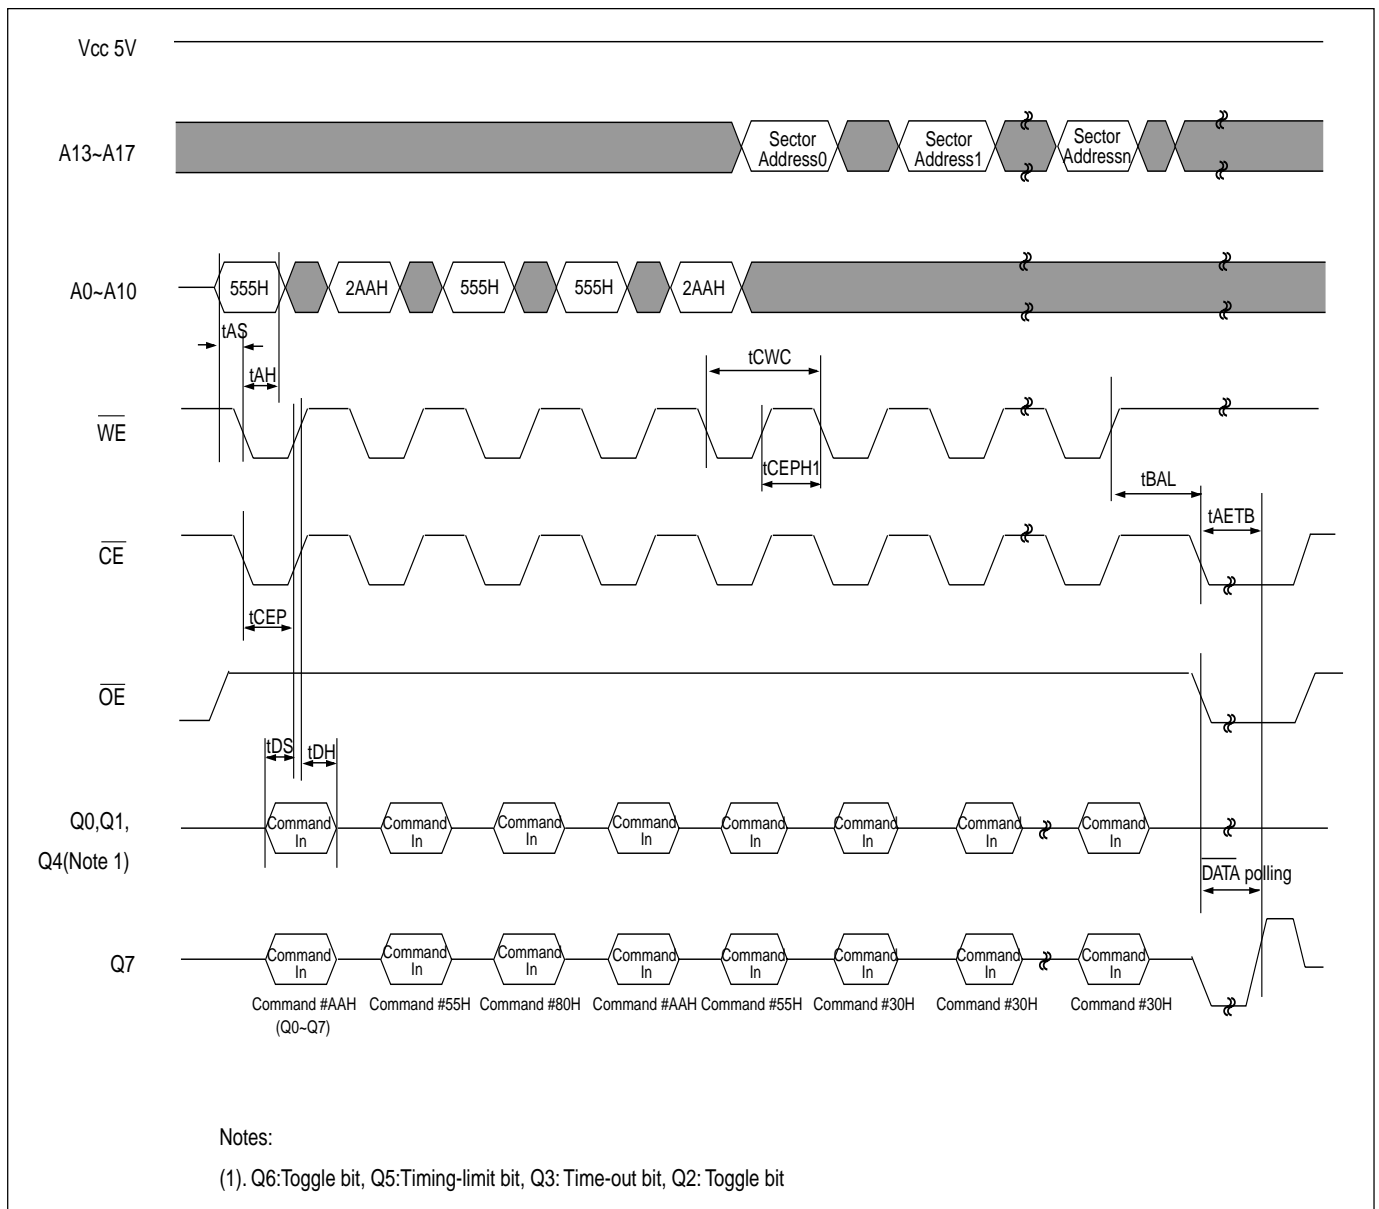 Vcc 5V
A13~A17
Sector Address0
Sector Address1
Sector Addressn
A0~A10
555H
2AAH
555H
555H
2AAH
tAS
tAH
tCWC
WE
tCEPH1
tBAL
tAETB
CE
tCEP
OE
tDS
tDH
Q0,Q1,
Q4(Note 1)
Command In
Command In
Command In
Command In
Command In
Command In
Command In
Command In
DATA polling
Q7
Command In
Command In
Command In
Command In
Command In
Command In
Command In
Command In
Command #AAH
(Q0~Q7)
Command #55H
Command #80H
Command #AAH
Command #55H
Command #30H
Command #30H
Command #30H
Notes:
(1). Q6:Toggle bit, Q5:Timing-limit bit, Q3: Time-out bit, Q2: Toggle bit